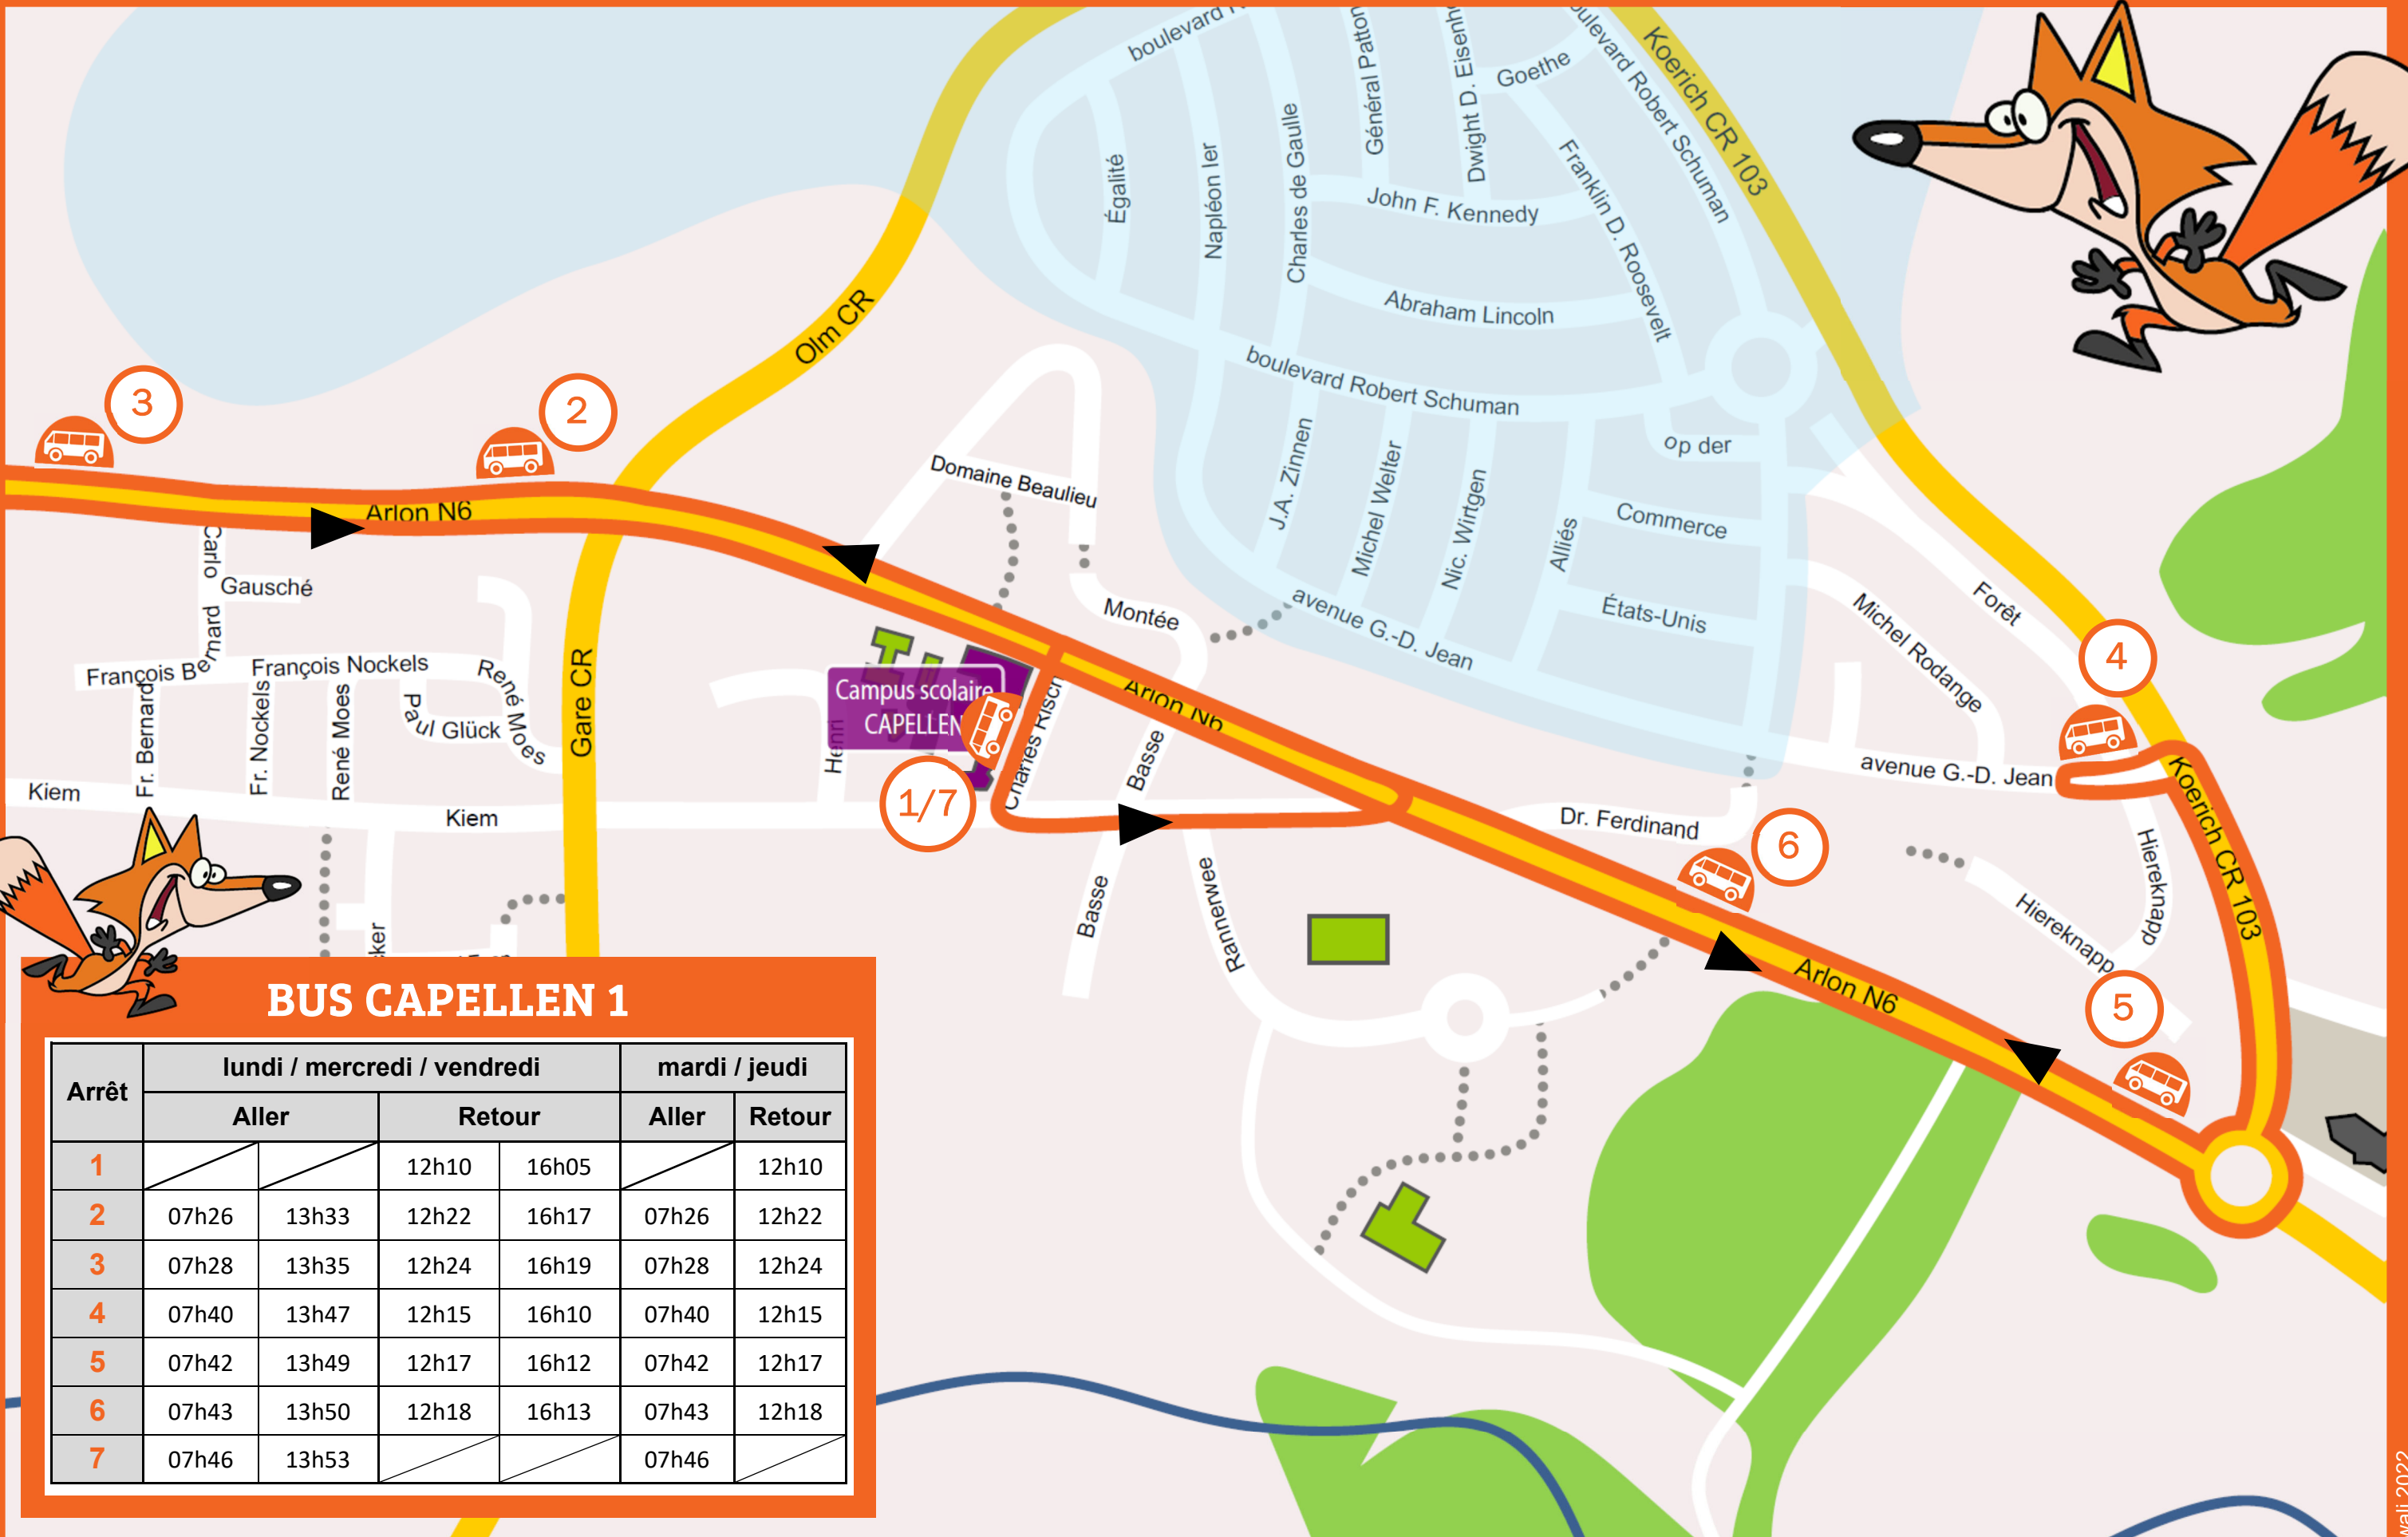 boulevard
Égalité
Napléon Ier
Charles de Gaulle
Général Patton
Dwight D.
Goethe
boulevard Robert Schuman
Koerich CR 103
Franklin D. Roosevelt
John F. Kennedy
Abraham Lincoln
boulevard Robert Schuman
op der
J.A. Zinnen
Michel Welter
Nic. Wirtgen
Alliés
Commerce
États-Unis
avenue G.-D. Jean
Olm CR
3
2
Arlon N6
Domaine Beaulieu
Montée
Carlo
Bernard
Gausché
François Bernard
François Nockels
René Moes
Fr. Bernard
Fr. Nockels
René Moes
Paul Glück
Gare CR
Kiem
Kiem
Campus scolaire
CAPELLEN
Henri
Charles Risch
1/7
Basse
Arlon N6
Basse
Rannerwee
Dr. Ferdinand
6
Forêt
Michel Rodange
4
avenue G.-D. Jean
Koerich CR 103
Hiereknapp
Hiereknapp
5
Arlon N6
BUS CAPELLEN 1
Arrêt lundi / mercredi / vendredi mardi / jeudi
Aller Retour Aller Retour
1 12h10 16h05 12h10
2 07h26 13h33 12h22 16h17 07h26 12h22
3 07h28 13h35 12h24 16h19 07h28 12h24
4 07h40 13h47 12h15 16h10 07h40 12h15
5 07h42 13h49 12h17 16h12 07h42 12h17
6 07h43 13h50 12h18 16h13 07h43 12h18
7 07h46 13h53 07h46
2022